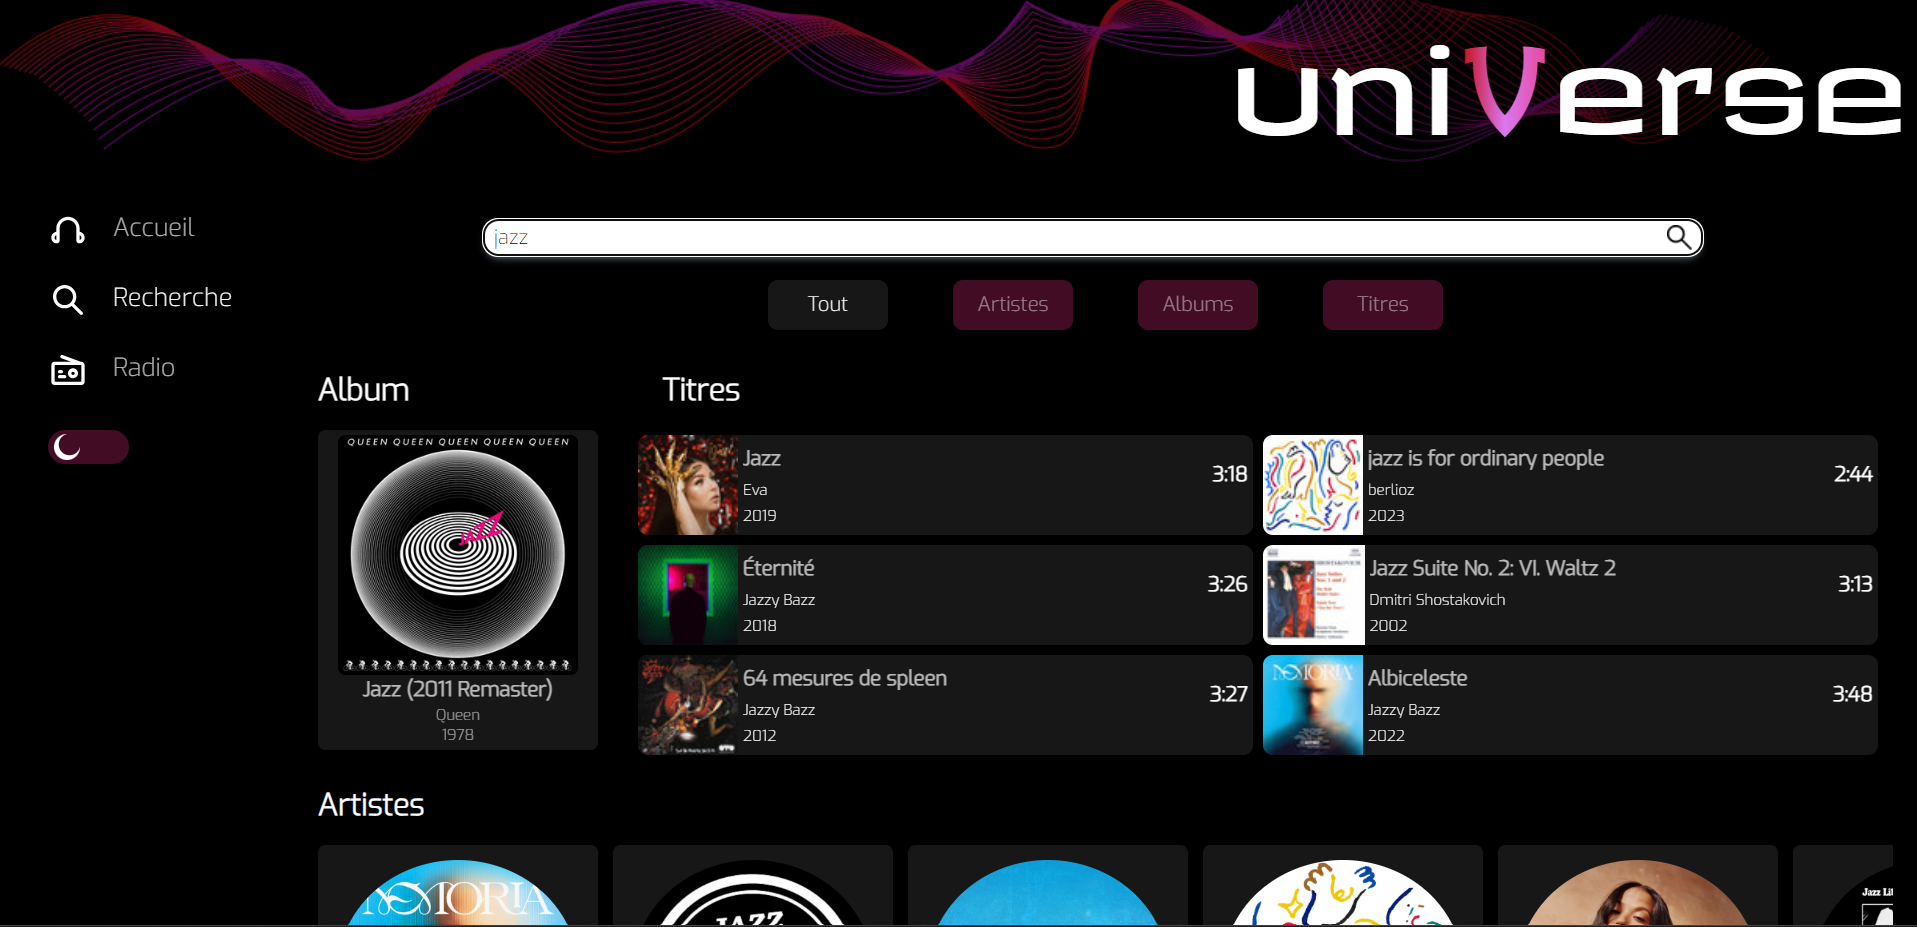 uniVerse
Accueil
Recherche
Radio
jazz
Tout
Artistes
Albums
Titres
Album
QUEEN QUEEN QUEEN QUEEN QUEEN
JAZZ
Jazz (2011 Remaster)
Queen
1978
Titres
Jazz
Eva
2019
3:18
jazz is for ordinary people
berlioz
2023
2:44
Éternité
Jazzy Bazz
2018
3:26
SHOSTAKOVICH
Jazz Suite No. 2: VI. Waltz 2
Dmitri Shostakovich
2002
3:13
64 mesures de spleen
Jazzy Bazz
2012
3:27
Albiceleste
Jazzy Bazz
2022
3:48
Artistes
JAZZ